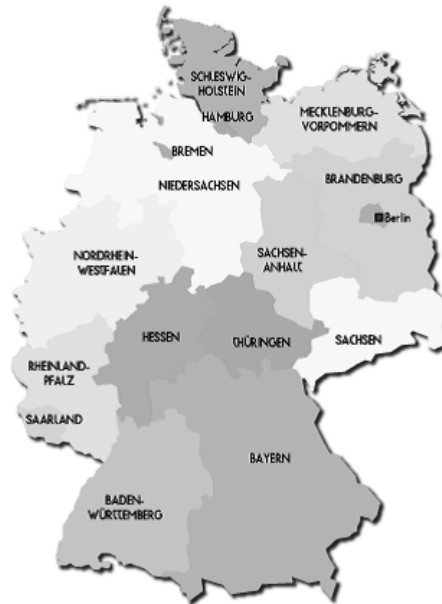 SCHLESWIG-
HOLSTEIN
HAMBURG
MECKLENBURG-
VORPOMMERN
BREMEN
NIEDERSACHSEN
BRANDENBURG
Berlin
NORDRHEIN-
WESTFALEN
SACHSEN-
ANHALT
HESSEN
THÜRINGEN
SACHSEN
RHEINLAND-
PFALZ
SAARLAND
BAYERN
BADEN-
WÜRTTEMBERG